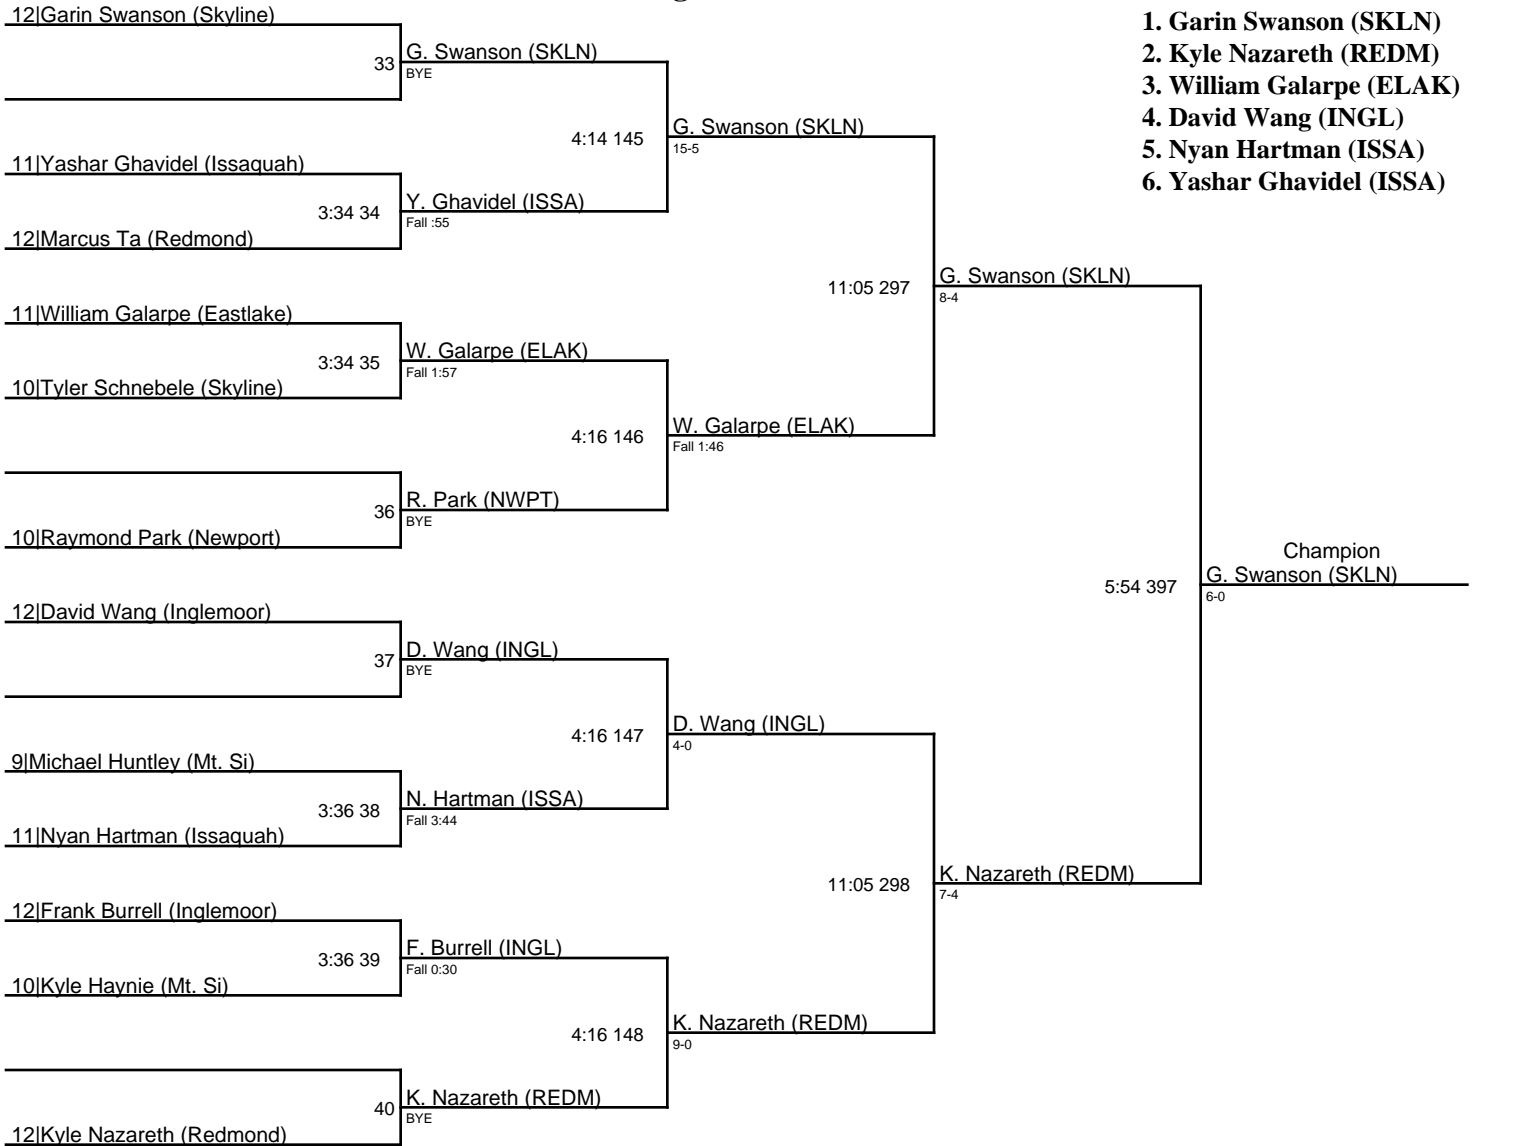 12|Garin Swanson (Skyline)
33
G. Swanson (SKLN)
BYE
4:14 145
G. Swanson (SKLN)
15-5
11|Yashar Ghavidel (Issaquah)
3:34 34
Y. Ghavidel (ISSA)
Fall :55
12|Marcus Ta (Redmond)
11:05 297
G. Swanson (SKLN)
8-4
11|William Galarpe (Eastlake)
3:34 35
W. Galarpe (ELAK)
Fall 1:57
10|Tyler Schnebele (Skyline)
4:16 146
W. Galarpe (ELAK)
Fall 1:46
36
R. Park (NWPT)
BYE
10|Raymond Park (Newport)
5:54 397
Champion
G. Swanson (SKLN)
6-0
12|David Wang (Inglemoor)
37
D. Wang (INGL)
BYE
4:16 147
D. Wang (INGL)
4-0
9|Michael Huntley (Mt. Si)
3:36 38
N. Hartman (ISSA)
Fall 3:44
11|Nyan Hartman (Issaquah)
11:05 298
K. Nazareth (REDM)
7-4
12|Frank Burrell (Inglemoor)
3:36 39
F. Burrell (INGL)
Fall 0:30
10|Kyle Haynie (Mt. Si)
4:16 148
K. Nazareth (REDM)
9-0
40
K. Nazareth (REDM)
BYE
12|Kyle Nazareth (Redmond)
1. Garin Swanson (SKLN)
2. Kyle Nazareth (REDM)
3. William Galarpe (ELAK)
4. David Wang (INGL)
5. Nyan Hartman (ISSA)
6. Yashar Ghavidel (ISSA)